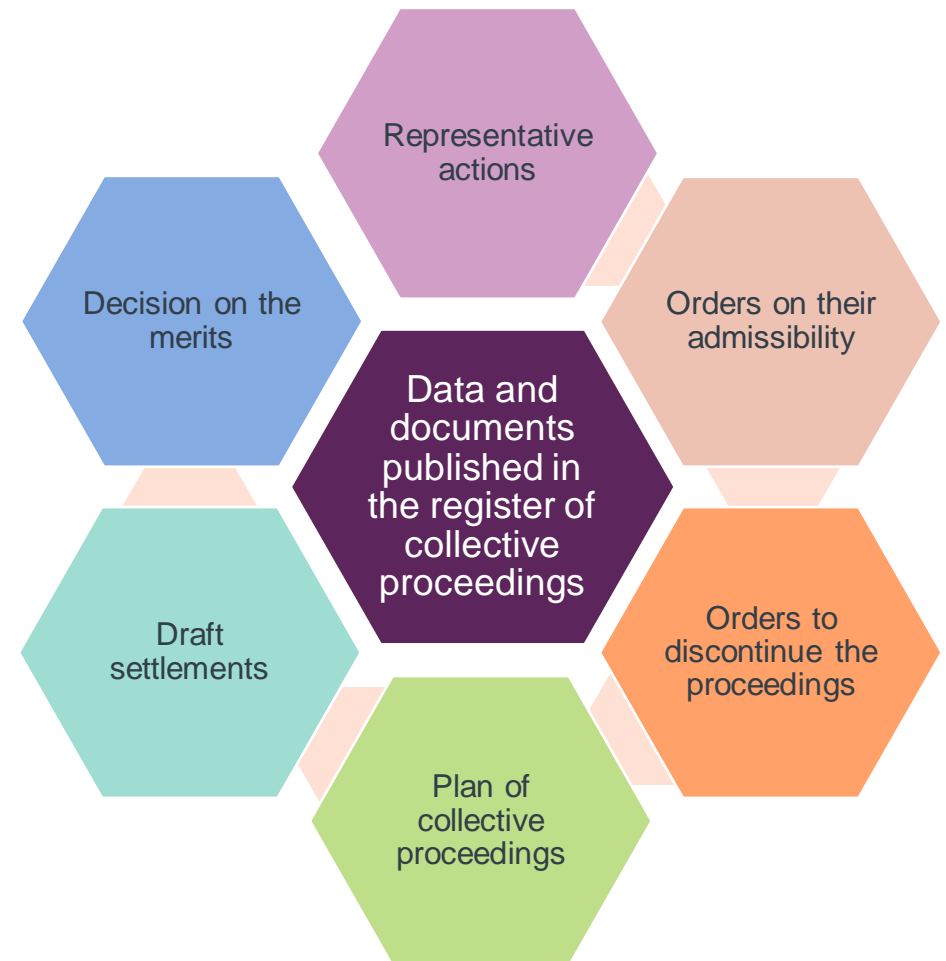 Representative
actions
Orders on their
admissibility
Orders to
discontinue the
proceedings
Plan of
collective
proceedings
Draft
settlements
Decision on the
merits
Data and
documents
published in
the register of
collective
proceedings